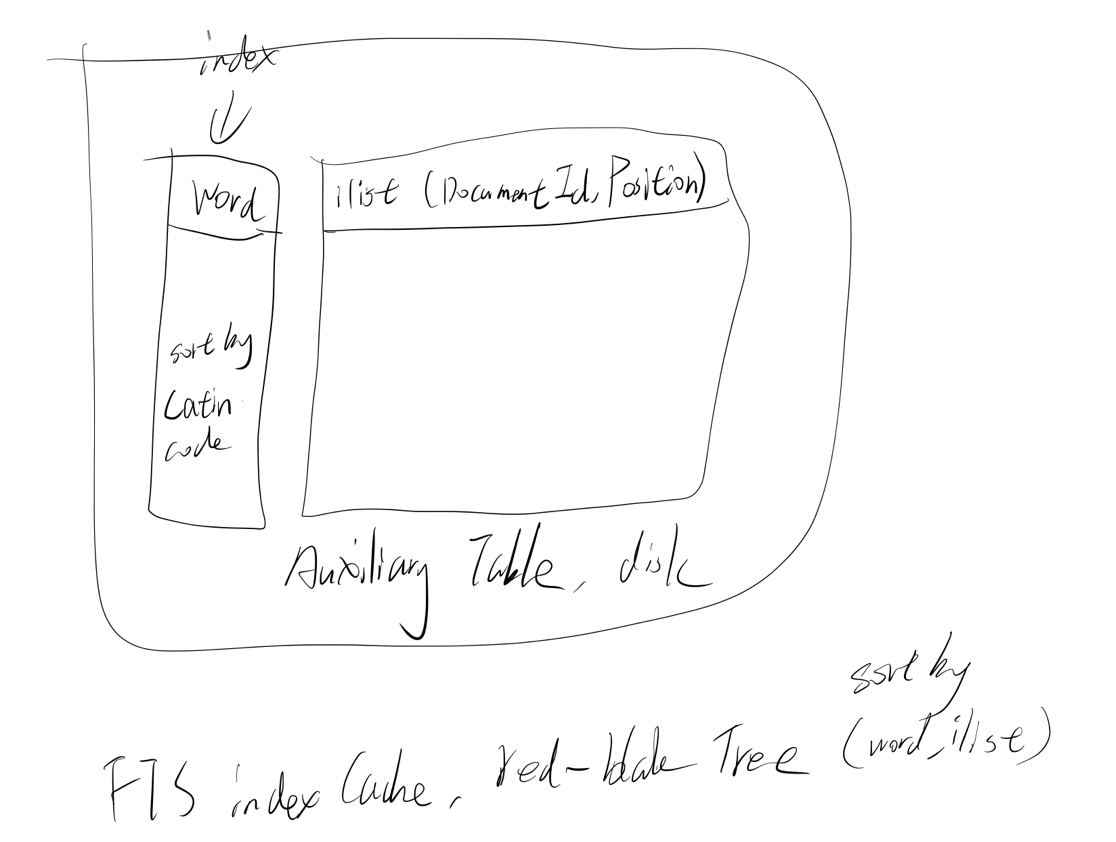 index
Word
ilist (Document Id, Position)
sort by
Latin
code
Auxiliary Table, disk
sort by
FTS index Cache, red-black Tree (word, ilist)